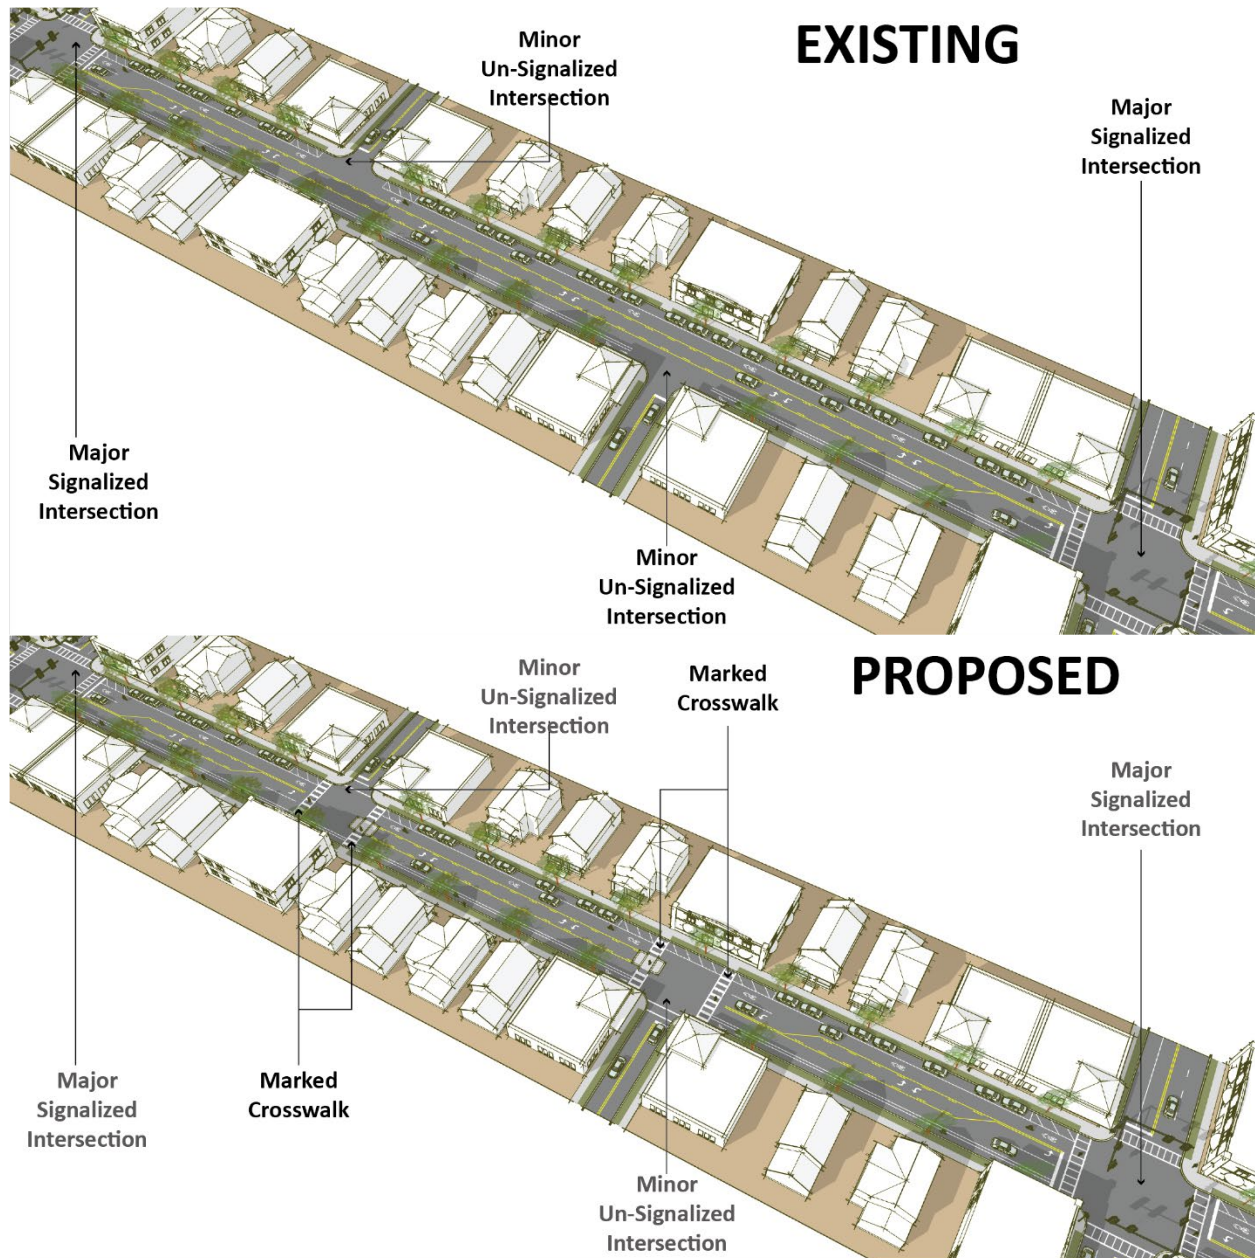 EXISTING
Minor
Un-Signalized
Intersection
Major
Signalized
Intersection
Major
Signalized
Intersection
Minor
Un-Signalized
Intersection
PROPOSED
Minor
Un-Signalized
Intersection
Marked
Crosswalk
Major
Signalized
Intersection
Major
Signalized
Intersection
Marked
Crosswalk
Minor
Un-Signalized
Intersection